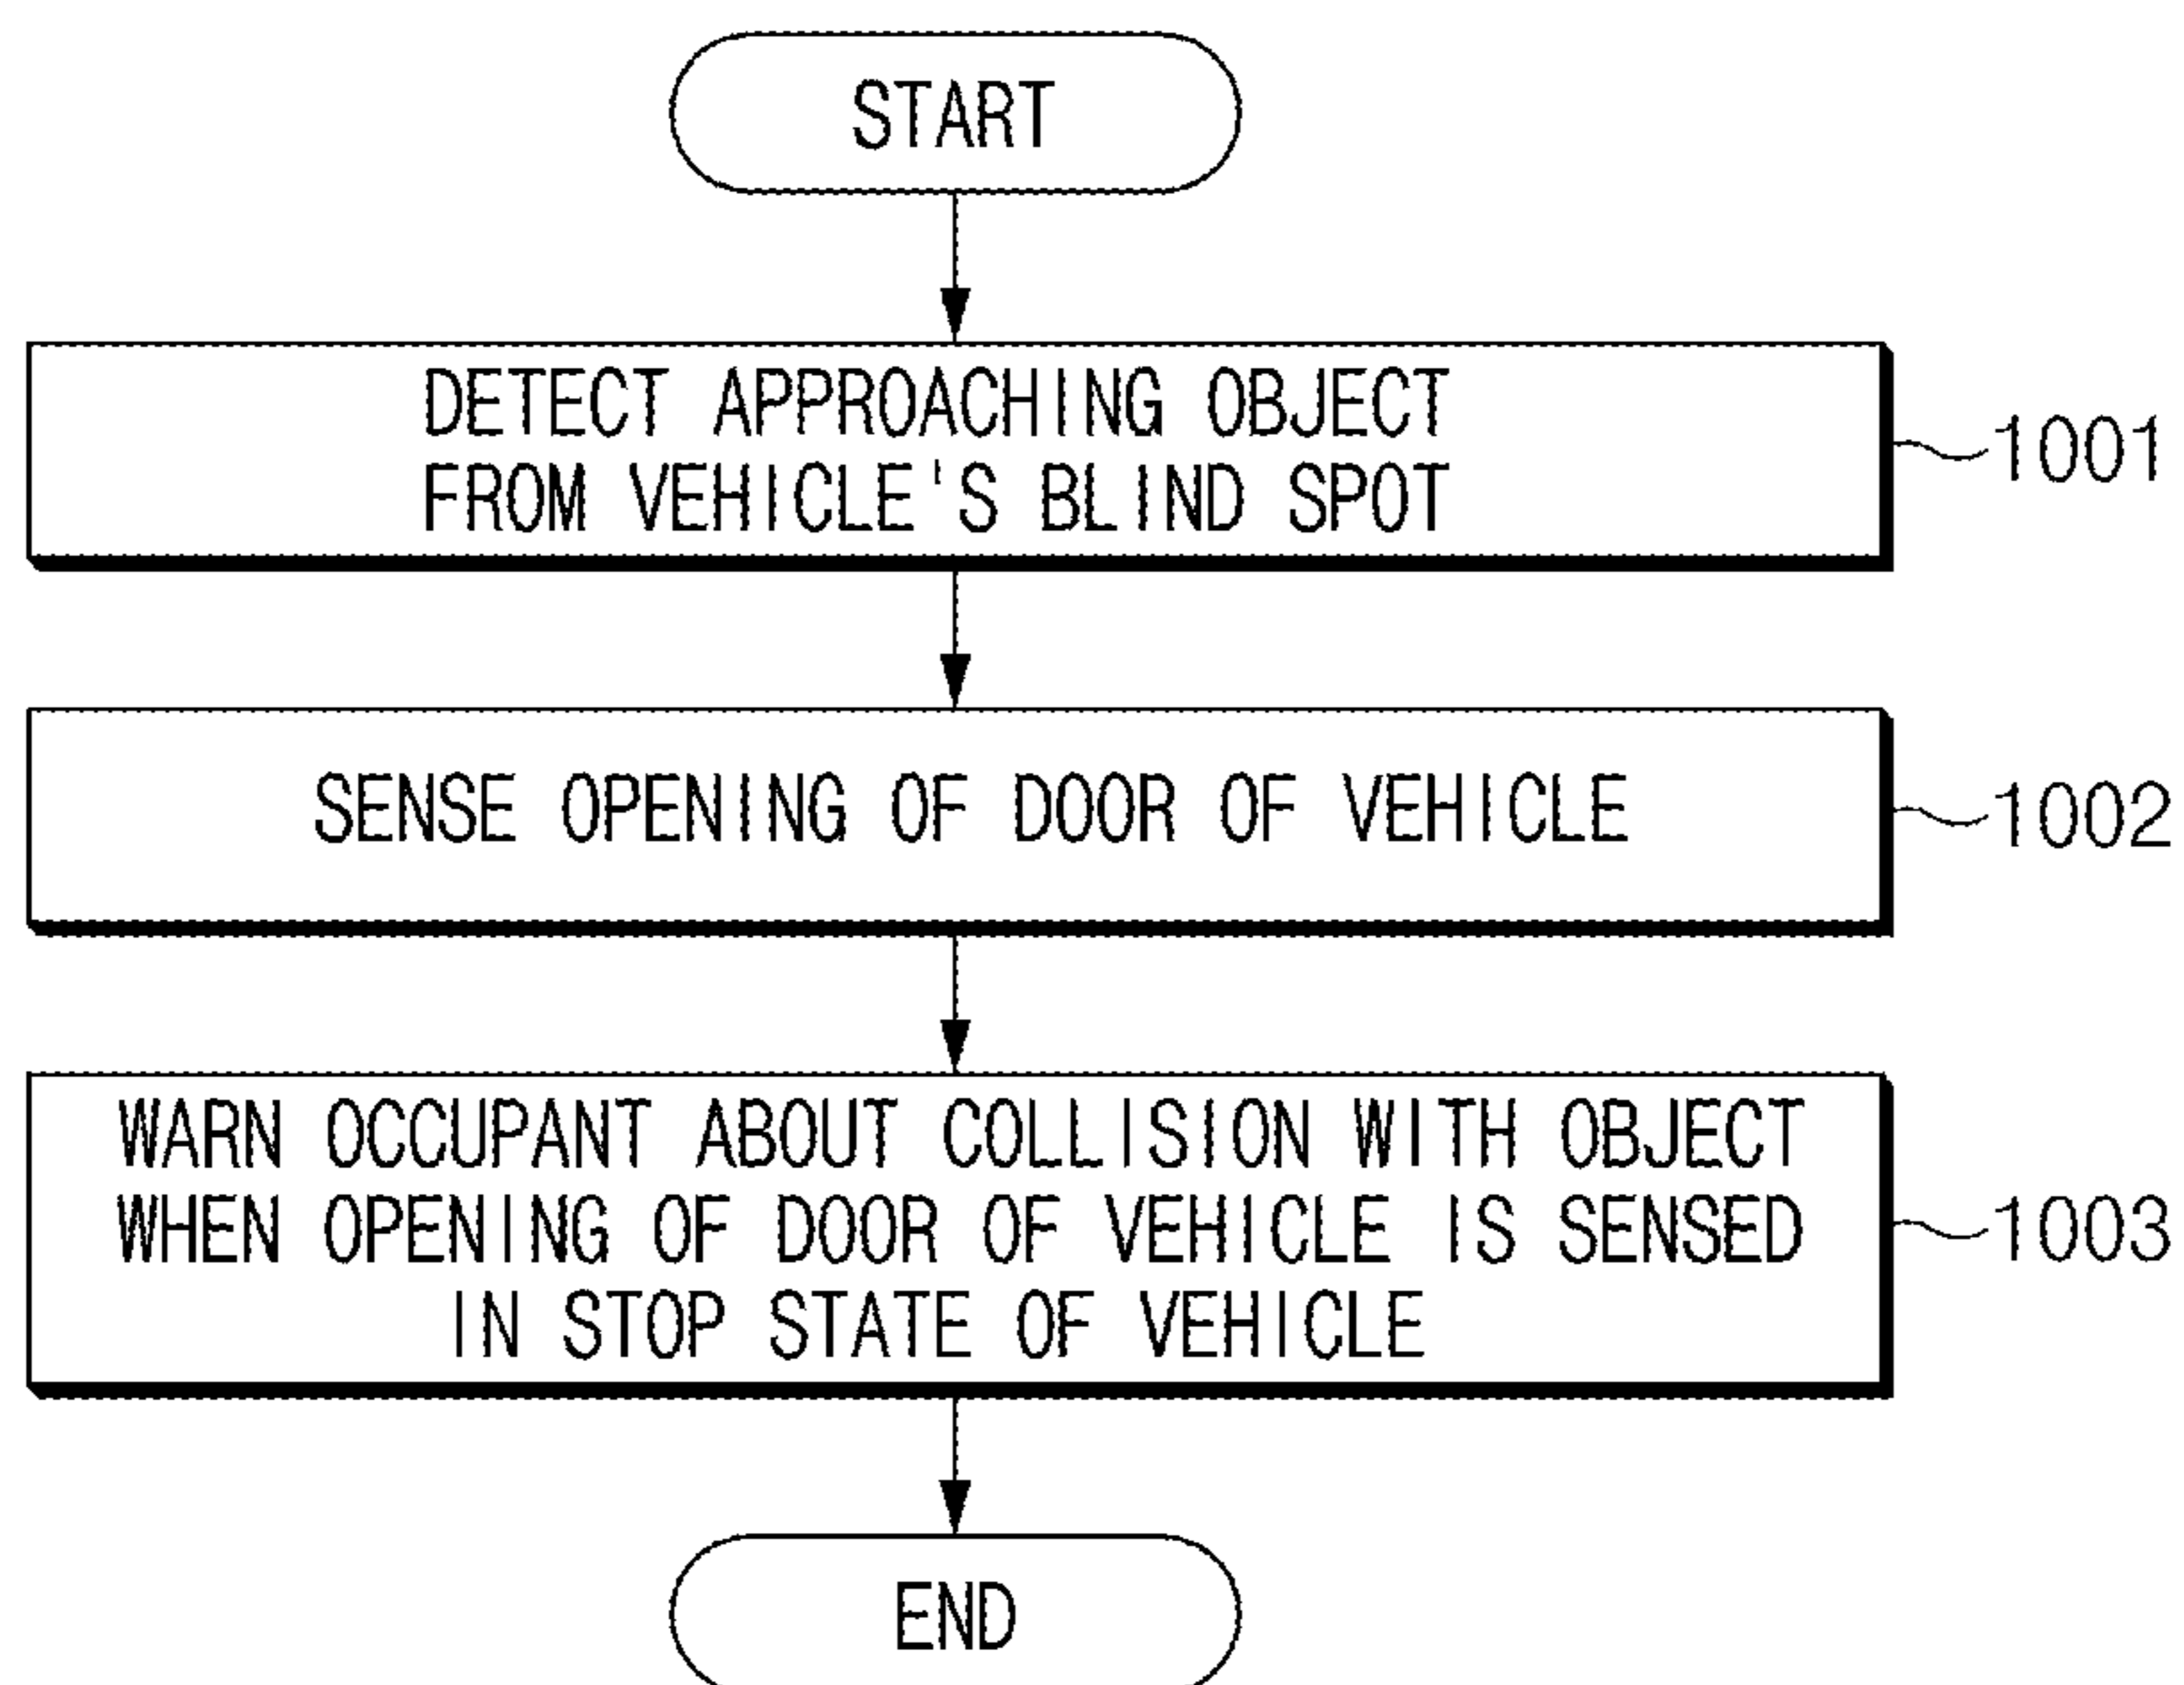 START
DETECT APPROACHING OBJECT
FROM VEHICLE'S BLIND SPOT
1001
SENSE OPENING OF DOOR OF VEHICLE
1002
WARN OCCUPANT ABOUT COLLISION WITH OBJECT
WHEN OPENING OF DOOR OF VEHICLE IS SENSED
IN STOP STATE OF VEHICLE
1003
END